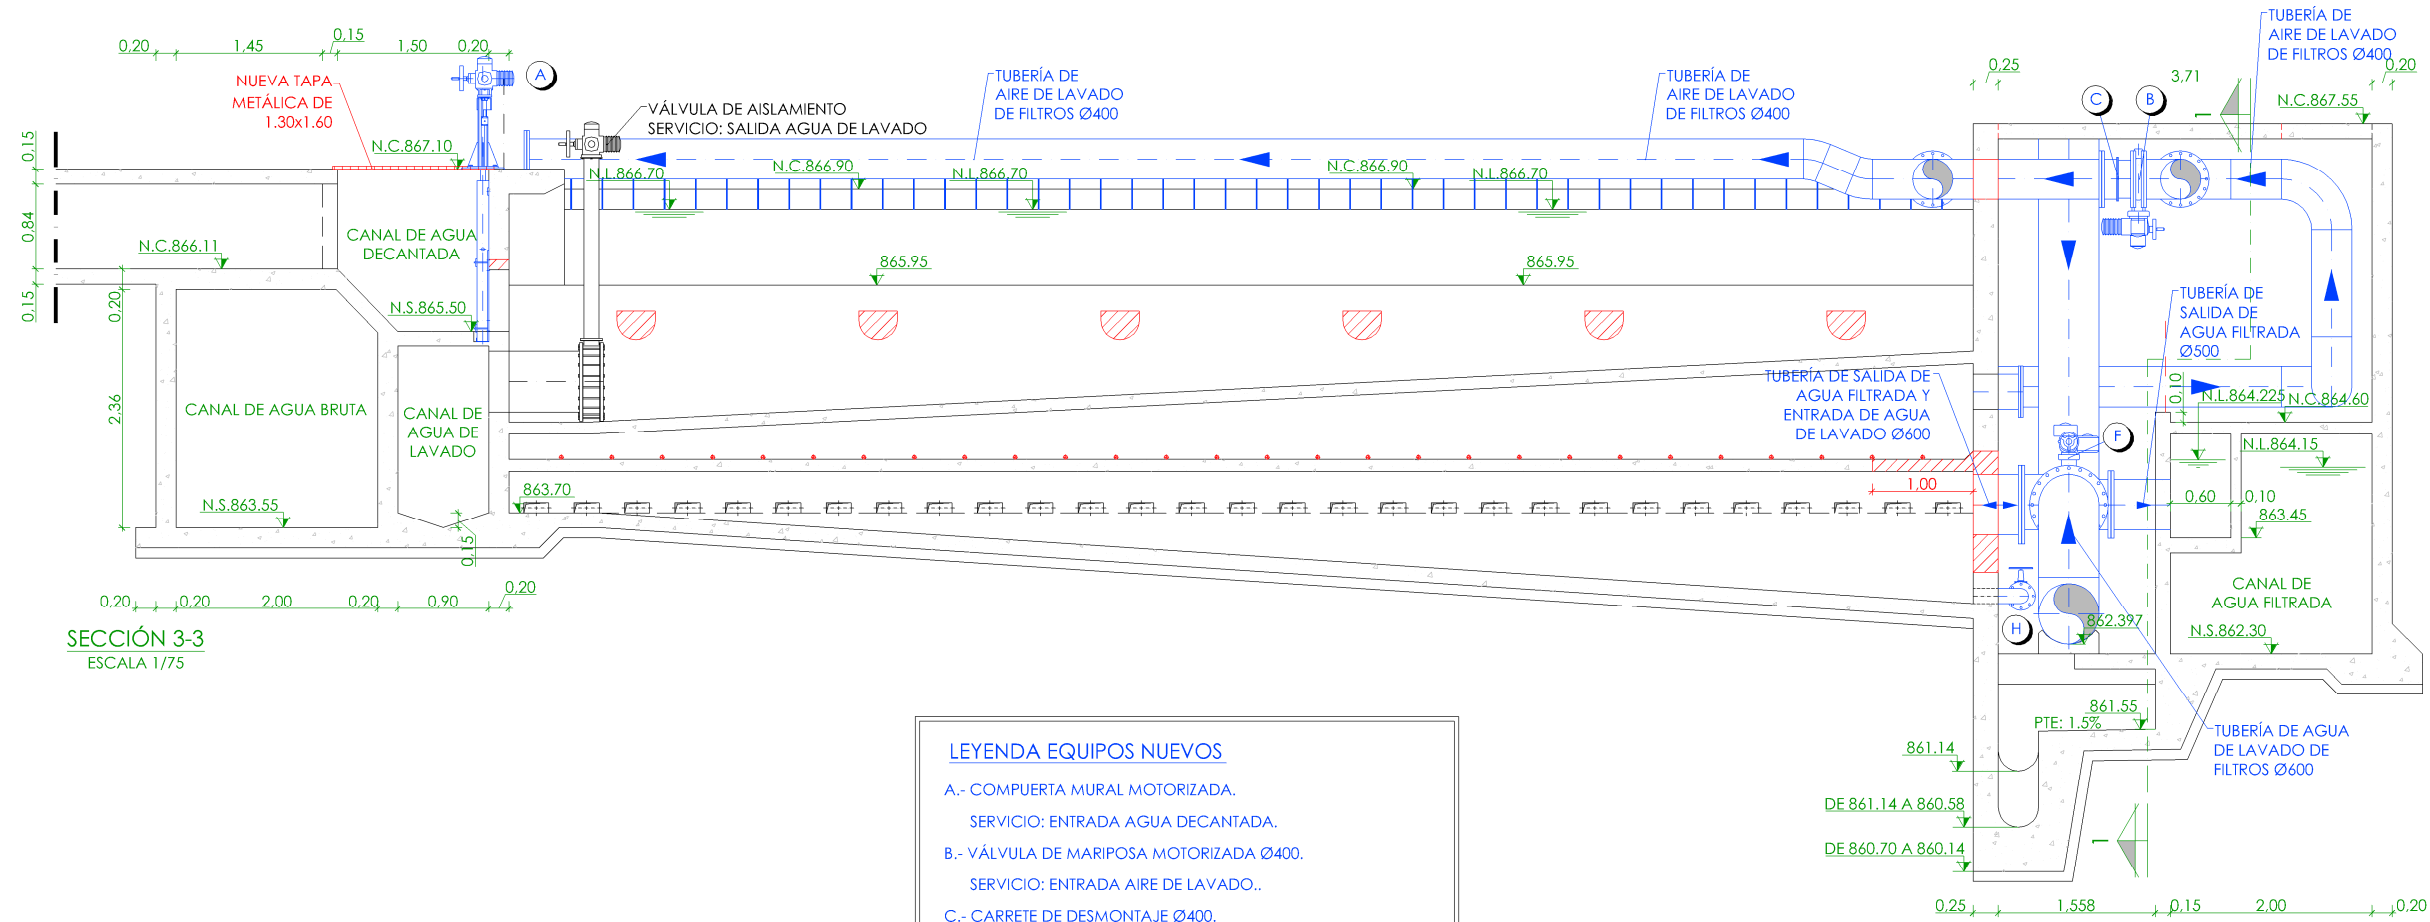 TUBERÍA DE
AIRE DE LAVADO
DE FILTROS Ø400
0,20
1,45
0,15
1,50
0,20
NUEVA TAPA
METÁLICA DE
1.30x1.60
A
VÁLVULA DE AISLAMIENTO
SERVICIO: SALIDA AGUA DE LAVADO
TUBERÍA DE
AIRE DE LAVADO
DE FILTROS Ø400
TUBERÍA DE
AIRE DE LAVADO
DE FILTROS Ø400
0,25
3,71
0,20
C
B
1
N.C.867.55
0,15
N.C.867.10
N.L.866.70
N.C.866.90
N.L.866.70
N.C.866.90
N.L.866.70
0,84
N.C.866.11
CANAL DE AGUA
DECANTADA
865.95
865.95
0,15
0,20
N.S.865.50
TUBERÍA DE
SALIDA DE
AGUA FILTRADA
Ø500
2,36
CANAL DE AGUA BRUTA
CANAL DE
AGUA DE
LAVADO
TUBERÍA DE SALIDA DE
AGUA FILTRADA Y
ENTRADA DE AGUA
DE LAVADO Ø600
0,10
N.L.864.225
N.C.864.60
F
N.L.864.15
N.S.863.55
863.70
1,00
0,60
0,10
863.45
0,15
0,20
0,20
2,00
0,20
0,90
0,20
CANAL DE
AGUA FILTRADA
H
862.397
N.S.862.30
SECCIÓN 3-3
ESCALA 1/75
861.55
PTE: 1.5%
TUBERÍA DE AGUA
DE LAVADO DE
FILTROS Ø600
861.14
DE 861.14 A 860.58
DE 860.70 A 860.14
1
0,25
1,558
0,15
2,00
0,20
LEYENDA EQUIPOS NUEVOS
A.- COMPUERTA MURAL MOTORIZADA.
SERVICIO: ENTRADA AGUA DECANTADA.
B.- VÁLVULA DE MARIPOSA MOTORIZADA Ø400.
SERVICIO: ENTRADA AIRE DE LAVADO..
C.- CARRETE DE DESMONTAJE Ø400.